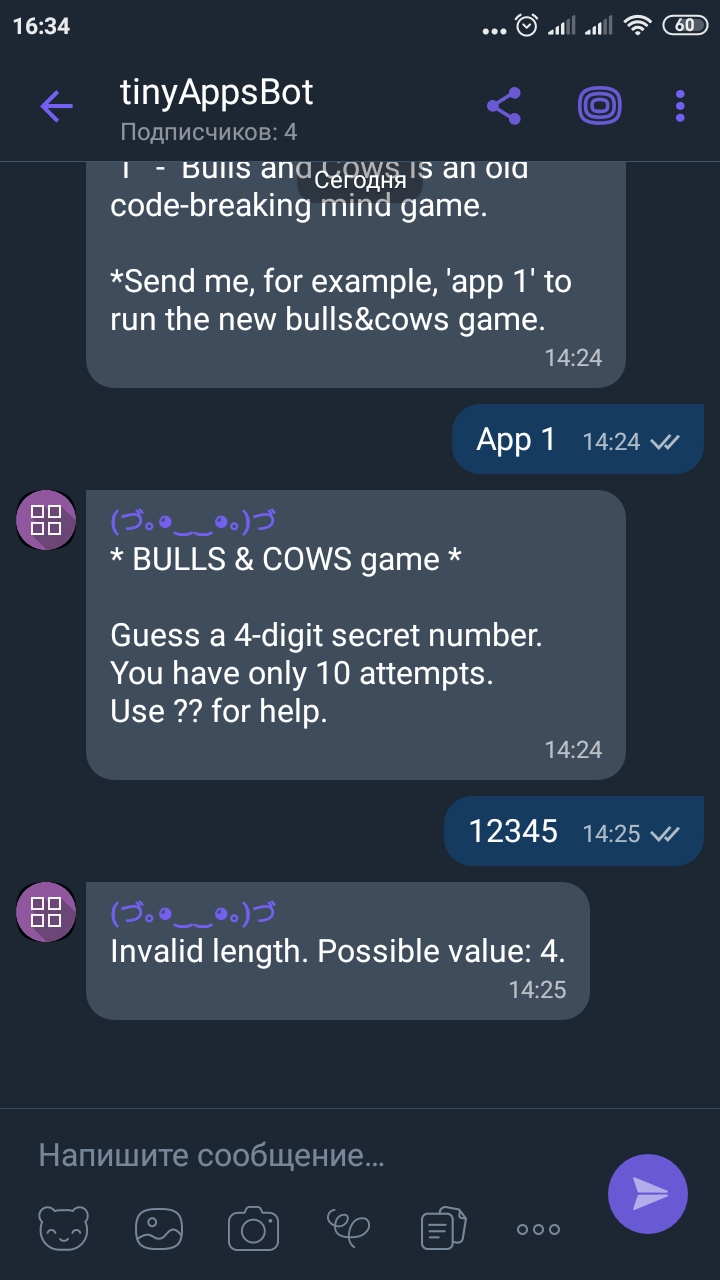 16:34
60
tinyAppsBot
Подписчиков: 4
1 - Bulls and Cows is an old
Сегодня
code-breaking mind game.
*Send me, for example, 'app 1' to
run the new bulls&cows game.
14:24
App 1 14:24
(づ｡◕‿‿◕｡)づ
* BULLS & COWS game *
Guess a 4-digit secret number.
You have only 10 attempts.
Use ?? for help.
14:24
12345 14:25
(づ｡◕‿‿◕｡)づ
Invalid length. Possible value: 4.
14:25
Напишите сообщение...